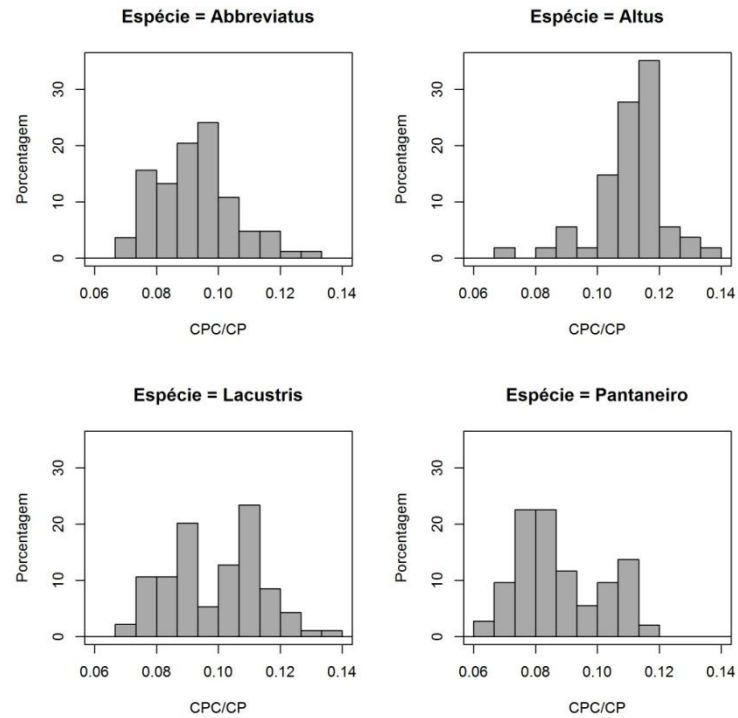 Espécie = Abbreviatus
Porcentagem
30
20
10
0
0.06 0.08 0.10 0.12 0.14
CPC/CP
Espécie = Altus
Porcentagem
30
20
10
0
0.06 0.08 0.10 0.12 0.14
CPC/CP
Espécie = Lacustris
Porcentagem
30
20
10
0
0.06 0.08 0.10 0.12 0.14
CPC/CP
Espécie = Pantaneiro
Porcentagem
30
20
10
0
0.06 0.08 0.10 0.12 0.14
CPC/CP